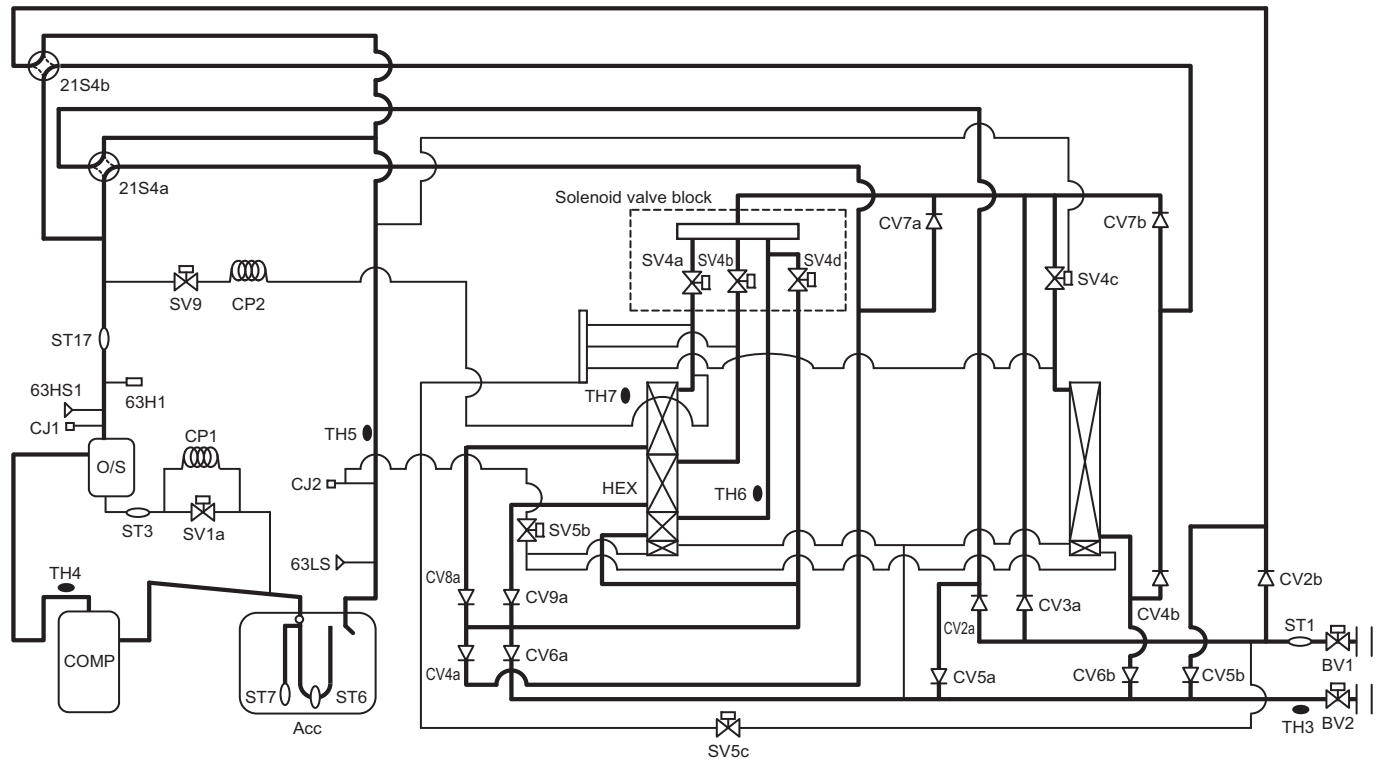 21S4b
21S4a
Solenoid valve block
CV7a
CV7b
SV4a
SV4b
SV4d
SV4c
SV9
CP2
ST17
63HS1
63H1
CJ1
TH7
TH5
CP1
O/S
CJ2
HEX
TH6
ST3
SV1a
SV5b
63LS
TH4
CV8a
CV9a
CV3a
CV4b
CV2b
CV2a
ST1
COMP
CV4a
CV6a
BV1
ST7
ST6
CV5a
CV6b
CV5b
Acc
TH3
BV2
SV5c